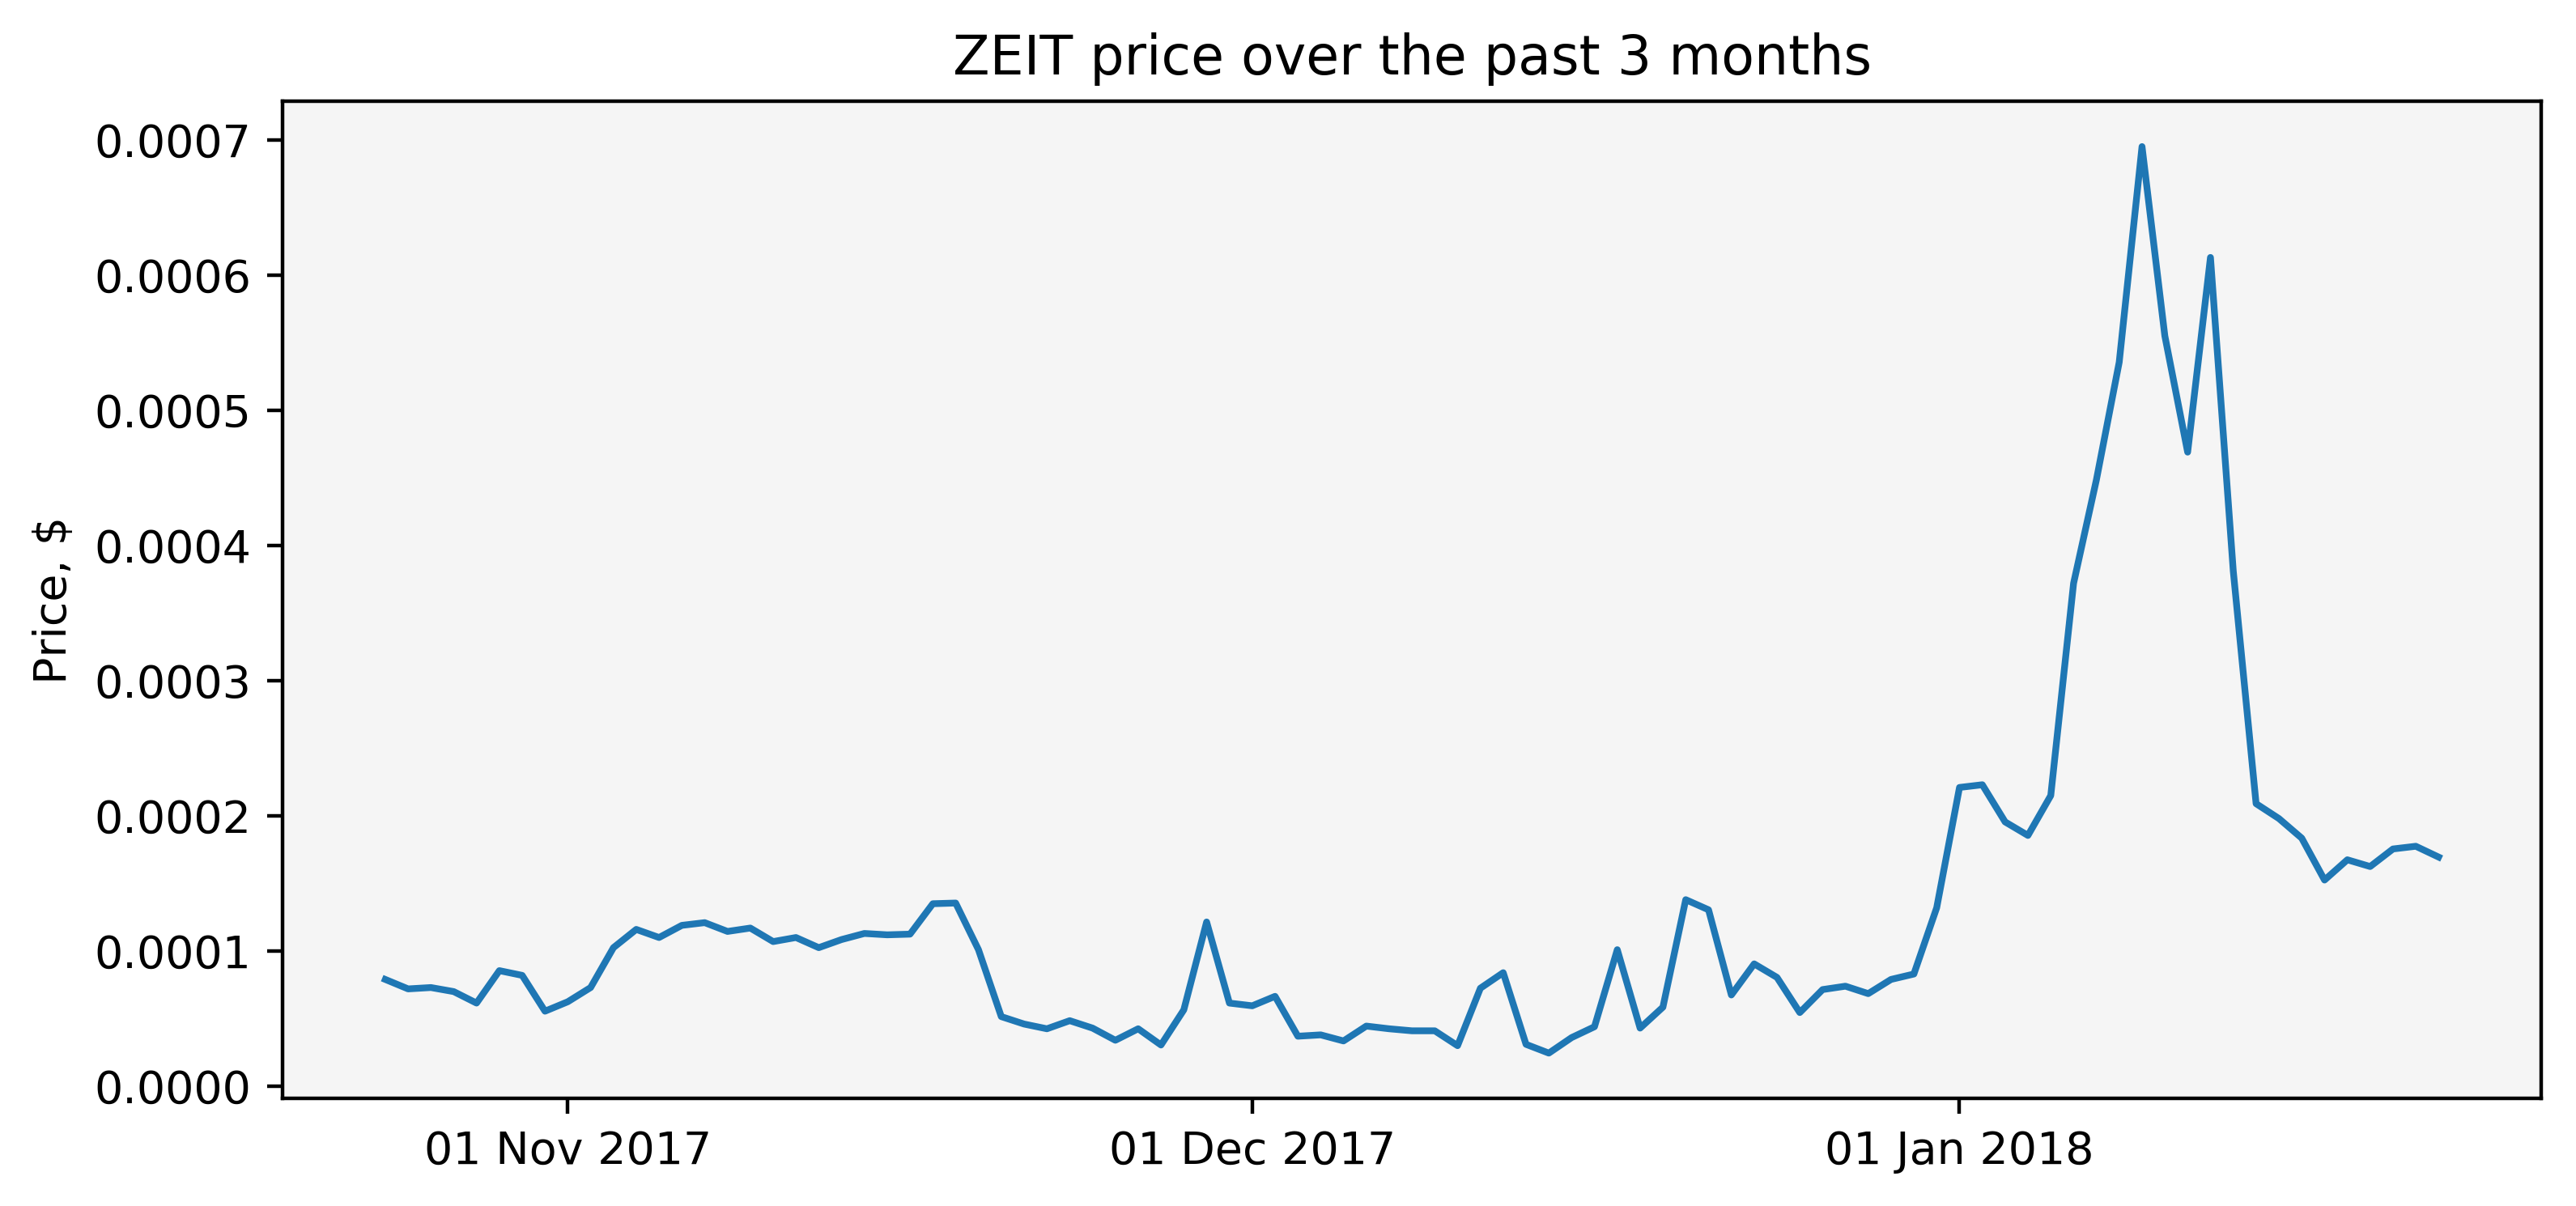 ZEIT price over the past 3 months
Price, $
0.0007
0.0006
0.0005
0.0004
0.0003
0.0002
0.0001
0.0000
01 Nov 2017
01 Dec 2017
01 Jan 2018